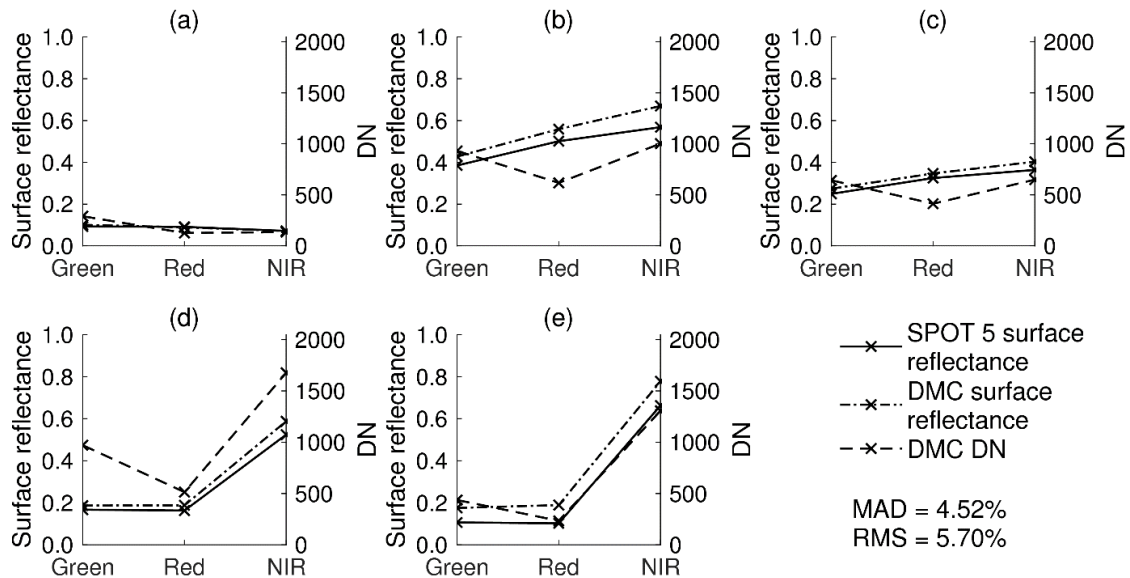 (a)
Surface reflectance
1.0
0.8
0.6
0.4
0.2
0.0
Green Red NIR
2000
1500
1000
500
0
DN
(b)
Surface reflectance
1.0
0.8
0.6
0.4
0.2
0.0
Green Red NIR
2000
1500
1000
500
0
DN
(c)
Surface reflectance
1.0
0.8
0.6
0.4
0.2
0.0
Green Red NIR
2000
1500
1000
500
0
DN
(d)
Surface reflectance
1.0
0.8
0.6
0.4
0.2
0.0
Green Red NIR
2000
1500
1000
500
0
DN
(e)
Surface reflectance
1.0
0.8
0.6
0.4
0.2
0.0
Green Red NIR
2000
1500
1000
500
0
DN
SPOT 5 surface
reflectance
DMC surface
reflectance
DMC DN
MAD = 4.52%
RMS = 5.70%